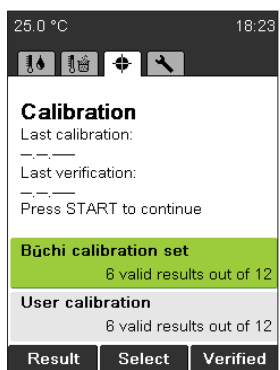 25.0 °C 18:23
Calibration
Last calibration:
–.–.––
Last verification:
–.–.––
Press START to continue
Büchi calibration set
6 valid results out of 12
User calibration
6 valid results out of 12
Result Select Verified